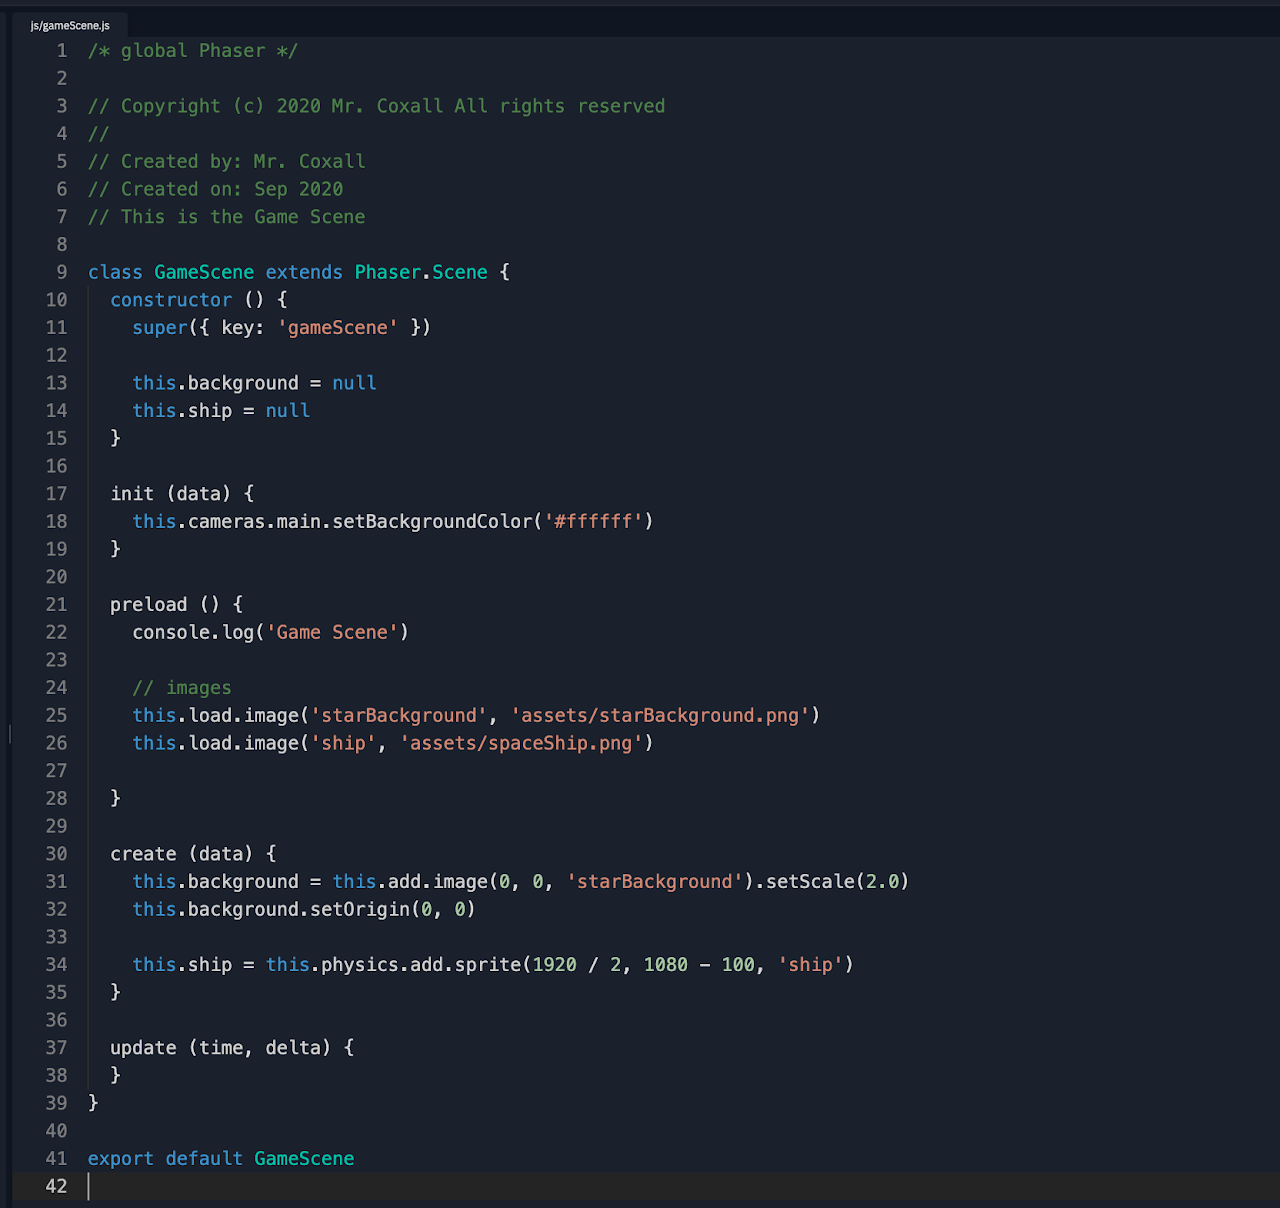 js/gameScene.js
1 /* global Phaser */
2
3 // Copyright (c) 2020 Mr. Coxall All rights reserved
4 //
5 // Created by: Mr. Coxall
6 // Created on: Sep 2020
7 // This is the Game Scene
8
9 class GameScene extends Phaser.Scene {
10   constructor () {
11     super({ key: 'gameScene' })
12
13     this.background = null
14     this.ship = null
15   }
16
17   init (data) {
18     this.cameras.main.setBackgroundColor('#ffffff')
19   }
20
21   preload () {
22     console.log('Game Scene')
23
24     // images
25     this.load.image('starBackground', 'assets/starBackground.png')
26     this.load.image('ship', 'assets/spaceShip.png')
27
28   }
29
30   create (data) {
31     this.background = this.add.image(0, 0, 'starBackground').setScale(2.0)
32     this.background.setOrigin(0, 0)
33
34     this.ship = this.physics.add.sprite(1920 / 2, 1080 - 100, 'ship')
35   }
36
37   update (time, delta) {
38   }
39 }
40
41 export default GameScene
42